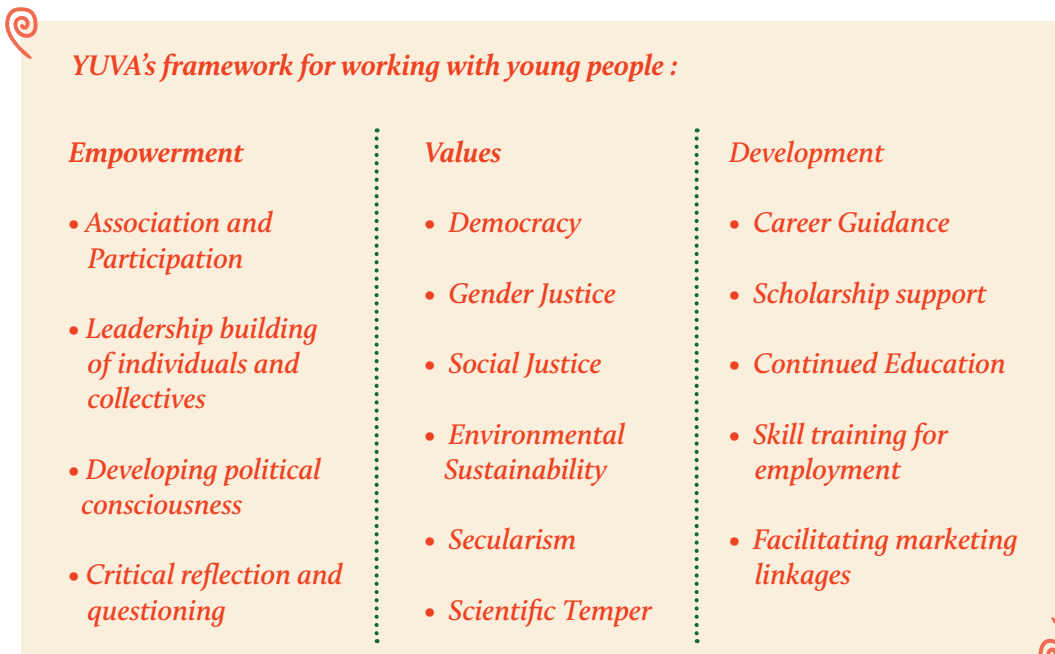 YUVA’s framework for working with young people :
Empowerment
• Association and
Participation
• Leadership building
of individuals and
collectives
• Developing political
consciousness
• Critical reflection and
questioning
Values
• Democracy
• Gender Justice
• Social Justice
• Environmental
Sustainability
• Secularism
• Scientific Temper
Development
• Career Guidance
• Scholarship support
• Continued Education
• Skill training for
employment
• Facilitating marketing
linkages